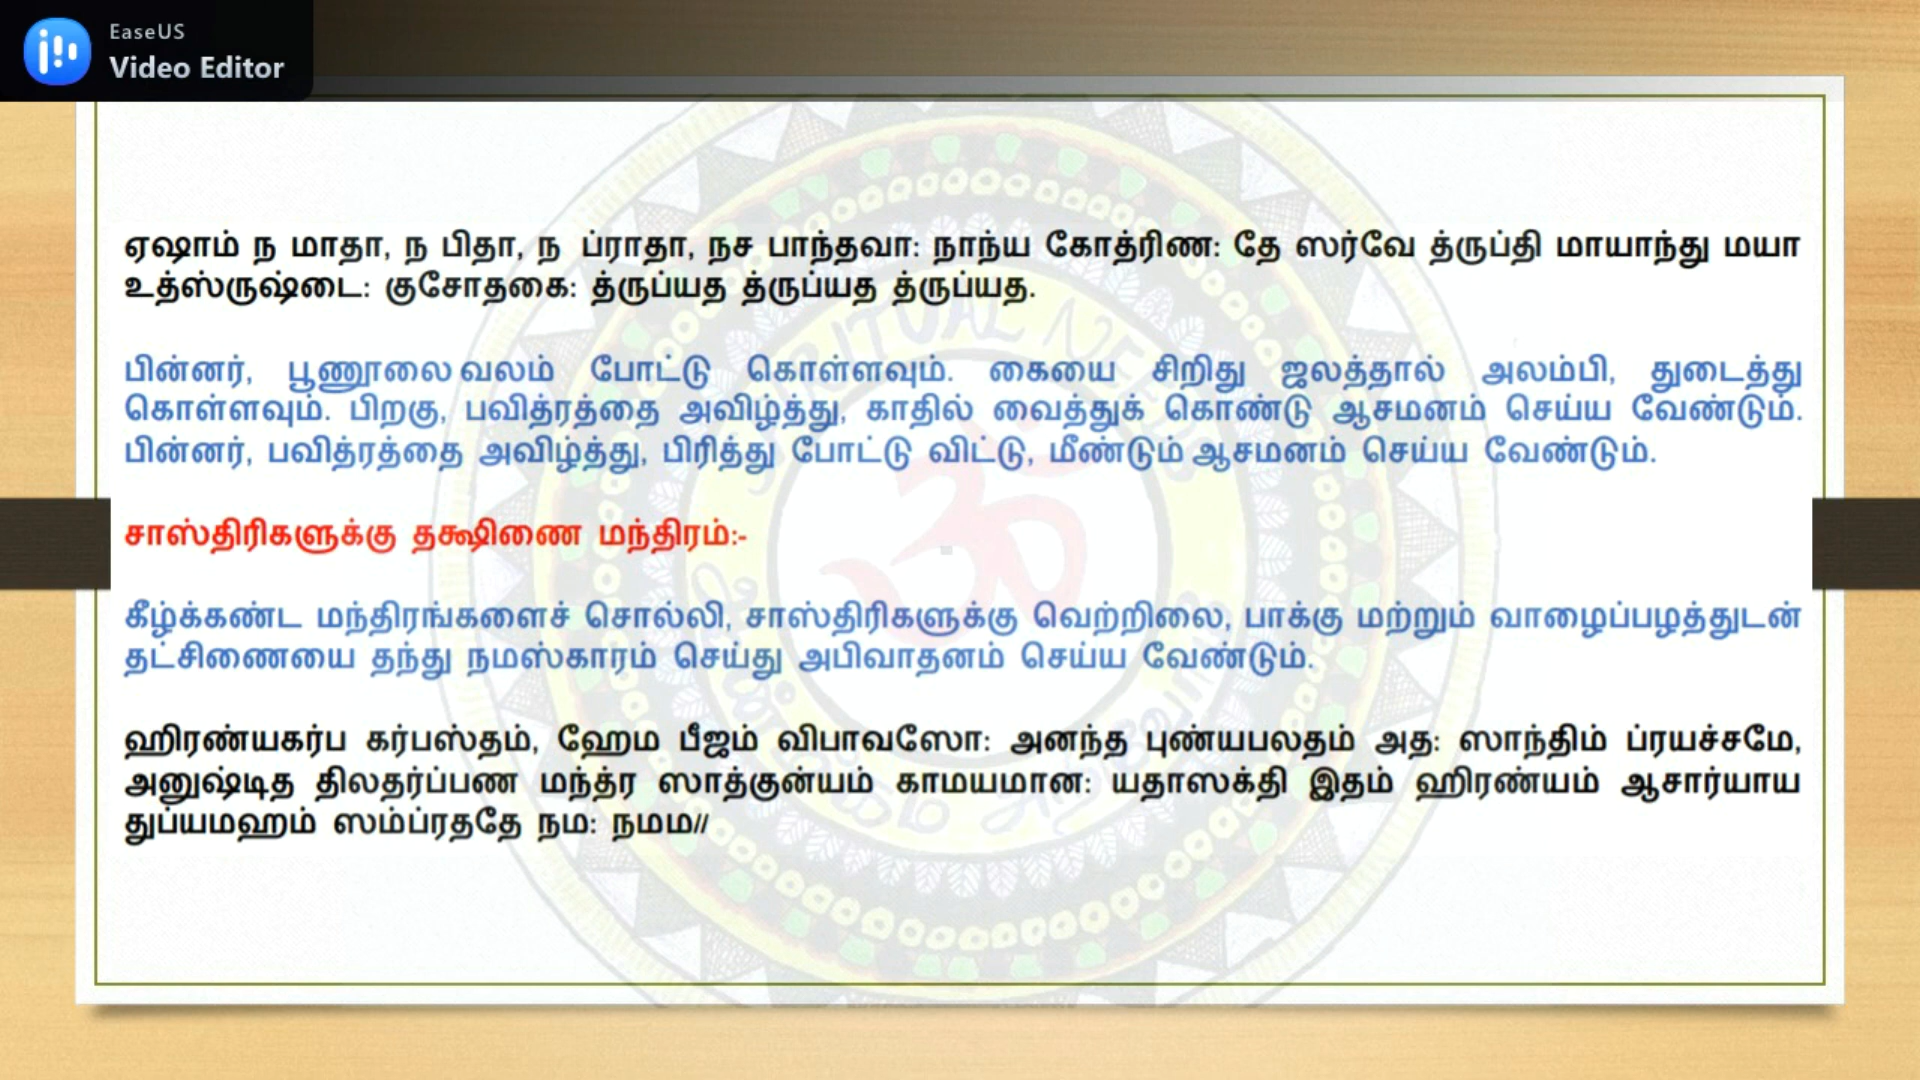 EaseUS
Video Editor
ஏஷாம் ந மாதா, ந பிதா, ந ப்ராதா, நச பாந்தவா: நாந்ய கோத்ரிண: தே ஸர்வே த்ருப்தி மாயாந்து மயா
உத்ஸ்ருஷ்டை: குசோதகை: த்ருப்யத த்ருப்யத த்ருப்யத.
பின்னர், பூணூலை வலம் போட்டு கொள்ளவும். கையை சிறிது ஜலத்தால் அலம்பி, துடைத்து
கொள்ளவும். பிறகு, பவித்ரத்தை அவிழ்த்து, காதில் வைத்துக் கொண்டு ஆசமனம் செய்ய வேண்டும்.
பின்னர், பவித்ரத்தை அவிழ்த்து, பிரித்து போட்டு விட்டு, மீண்டும் ஆசமனம் செய்ய வேண்டும்.
சாஸ்திரிகளுக்கு தக்ஷிணை மந்திரம்:-
கீழ்க்கண்ட மந்திரங்களைச் சொல்லி, சாஸ்திரிகளுக்கு வெற்றிலை, பாக்கு மற்றும் வாழைப்பழத்துடன்
தட்சிணையை தந்து நமஸ்காரம் செய்து அபிவாதனம் செய்ய வேண்டும்.
ஹிரண்யகர்ப கர்பஸ்தம், ஹேம பீஜம் விபாவஸோ: அனந்த புண்யபலதம் அத: ஸாந்திம் ப்ரயச்சமே,
அனுஷ்டித திலதர்ப்பண மந்த்ர ஸாத்குன்யம் காமயமான: யதாஸக்தி இதம் ஹிரண்யம் ஆசார்யாய
துப்யமஹம் ஸம்ப்ரததே நம: நமம//